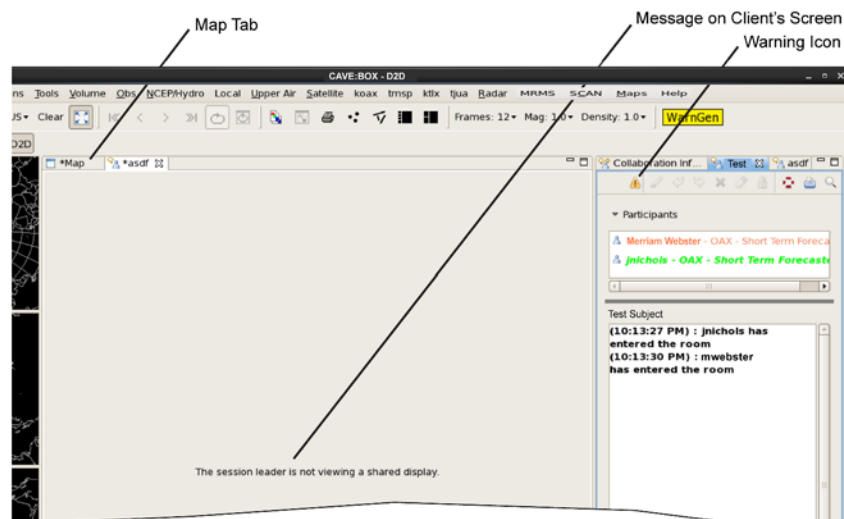 Map Tab
Message on Client's Screen
Warning Icon
CAVE:BOX - D2D
ns Tools Volume Obs NCEP/Hydro Local Upper Air Satellite koax tmsp ktlx tjua Radar MRMS SCAN Maps Help
US Clear Frames: 12 Mag: 1.0 Density: 1.0 WarnGen
D2D
*Map *asdf Collaboration Inf... Test asdf
Participants
Merriam Webster - OAX - Short Term Foreca
jnichols - OAX - Short Term Forecaste
Test Subject
(10:13:27 PM) : jnichols has
entered the room
(10:13:30 PM) : mwebster
has entered the room
The session leader is not viewing a shared display.